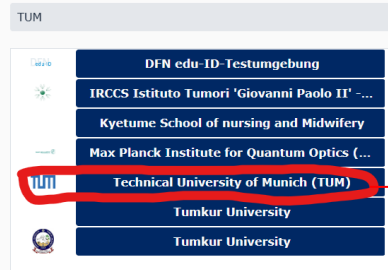 TUM
DFN edu-ID-Testumgebung
IRCCS Istituto Tumori 'Giovanni Paolo II' -...
Kyetume School of nursing and Midwifery
Max Planck Institute for Quantum Optics (...
TUM Technical University of Munich (TUM)
Tumkur University
Tumkur University